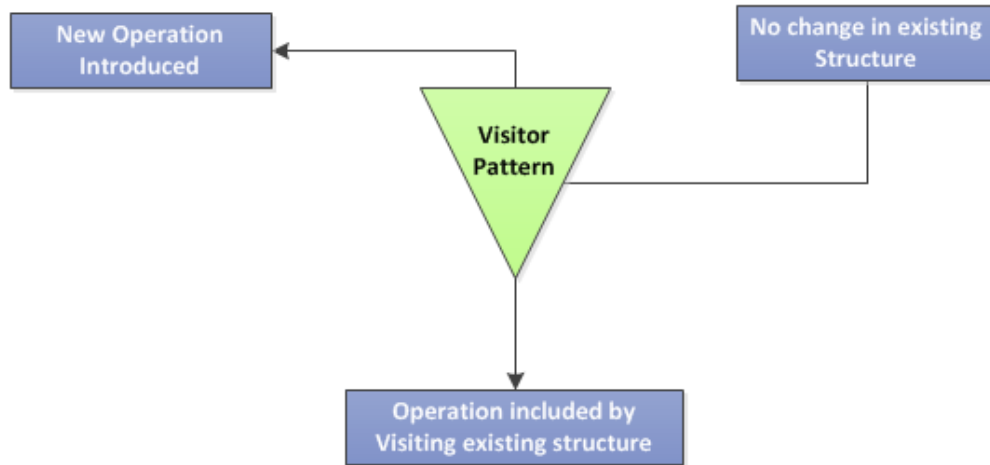 New Operation
Introduced
No change in existing
Structure
Visitor
Pattern
Operation included by
Visiting existing structure